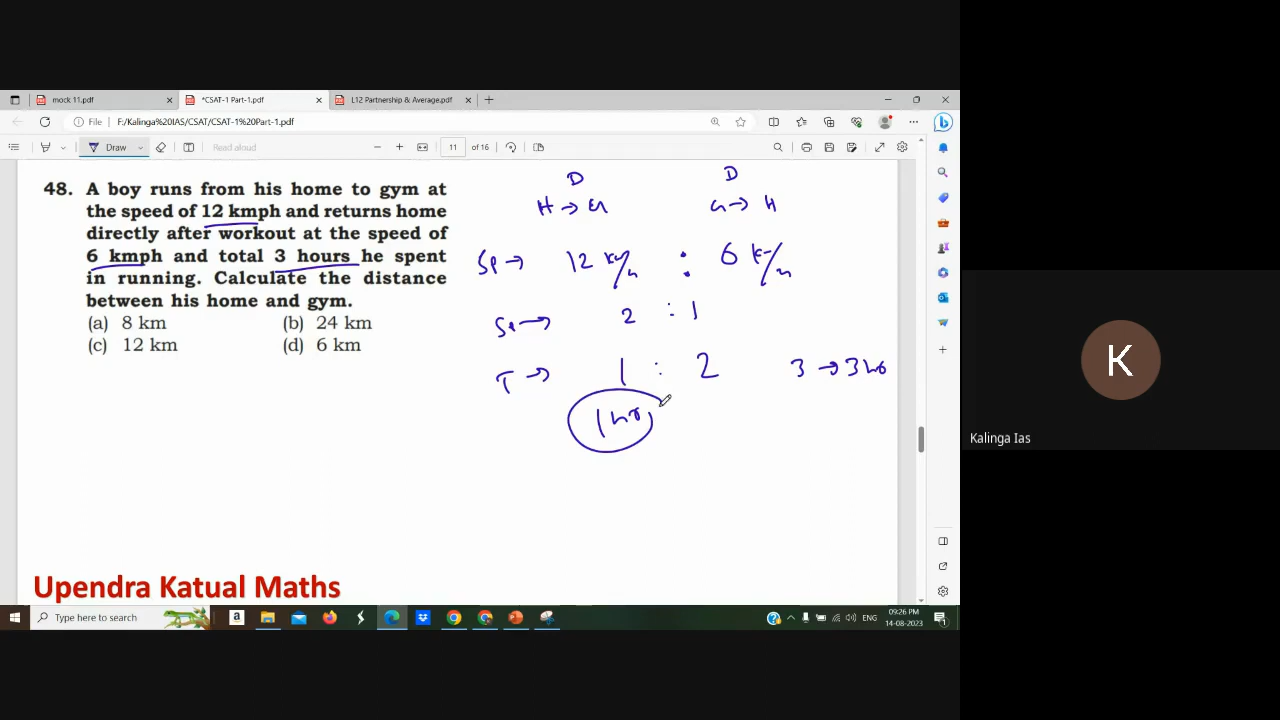 mock 11.pdf
*CSAT-1 Part-1.pdf
L12 Partnership & Average.pdf
File
F:/Kalinga%20IAS/CSAT/CSAT-1%20Part-1.pdf
Draw
Read aloud
11
of 16
48. A boy runs from his home to gym at
the speed of 12 kmph and returns home
directly after workout at the speed of
6 kmph and total 3 hours he spent
in running. Calculate the distance
between his home and gym.
(a) 8 km
(b) 24 km
(c) 12 km
(d) 6 km
D
D
H → G
G → H
Sp → 12 km/h : 6 km/h
Sp → 2 : 1
T → 1 : 2
3 → 3 hr
1 hr
Kalinga Ias
K
Upendra Katual Maths
Type here to search
a
ENG
09:26 PM
14-08-2023